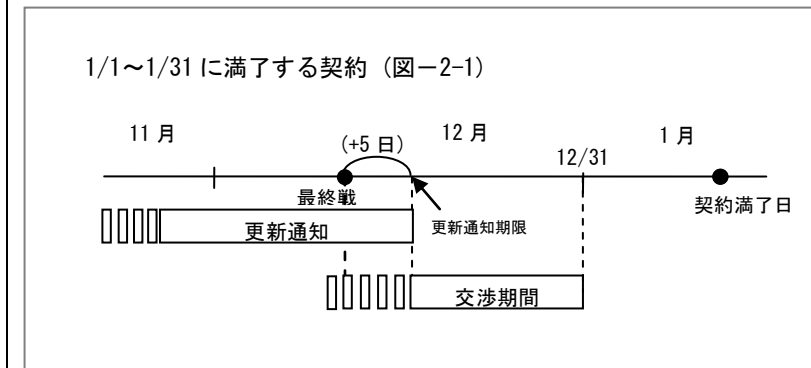 1/1～1/31 に満了する契約（図－2-1）
11 月
(+5 日)
12 月
12/31
1 月
最終戦
更新通知期限
契約満了日
更新通知
交渉期間